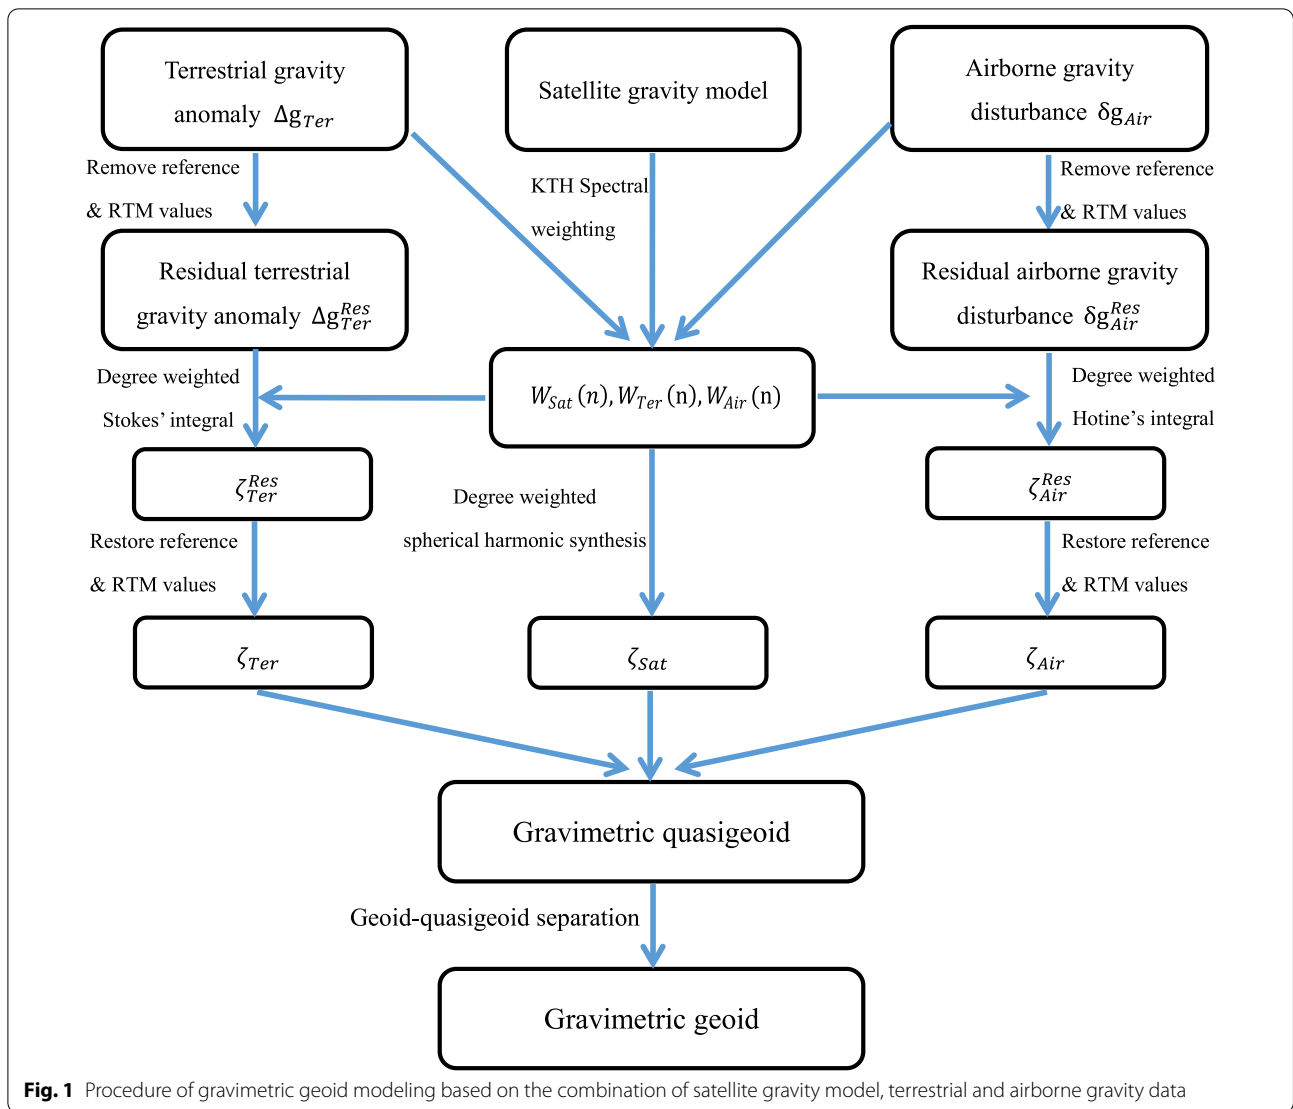 Terrestrial gravity
anomaly Δg_Ter
Satellite gravity model
Airborne gravity
disturbance δg_Air
Remove reference
& RTM values
KTH Spectral
weighting
Remove reference
& RTM values
Residual terrestrial
gravity anomaly Δg_Ter^Res
Residual airborne gravity
disturbance δg_Air^Res
Degree weighted
Stokes' integral
W_Sat(n), W_Ter(n), W_Air(n)
Degree weighted
Hotine's integral
ζ_Ter^Res
Degree weighted
spherical harmonic synthesis
ζ_Air^Res
Restore reference
& RTM values
Restore reference
& RTM values
ζ_Ter
ζ_Sat
ζ_Air
Gravimetric quasigeoid
Geoid-quasigeoid separation
Gravimetric geoid
Fig. 1 Procedure of gravimetric geoid modeling based on the combination of satellite gravity model, terrestrial and airborne gravity data